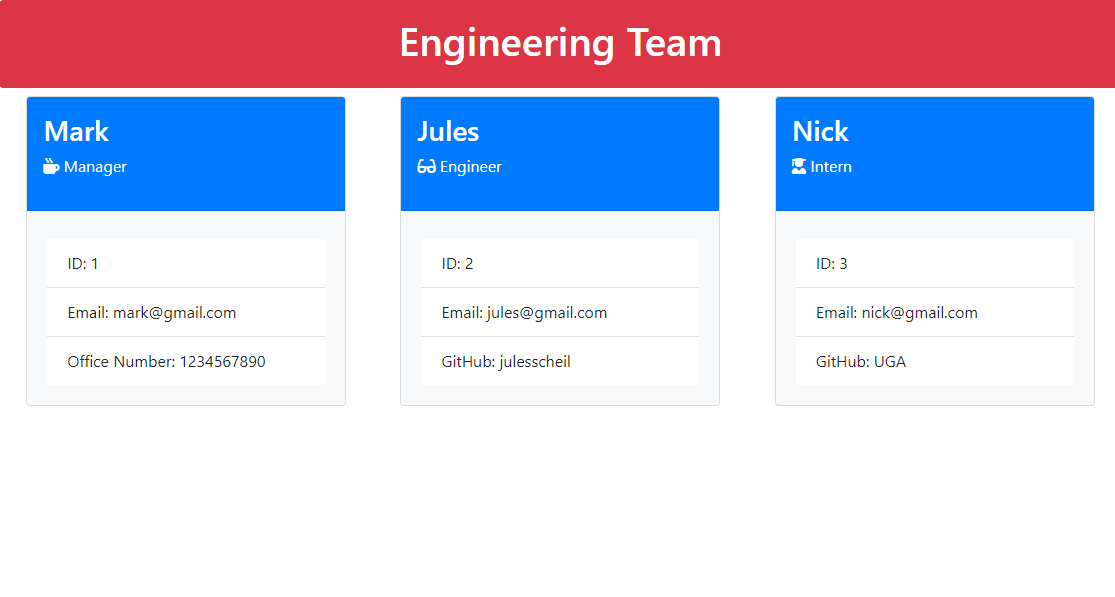 Engineering Team
Mark
Manager
ID: 1
Email: mark@gmail.com
Office Number: 1234567890
Jules
Engineer
ID: 2
Email: jules@gmail.com
GitHub: julesscheil
Nick
Intern
ID: 3
Email: nick@gmail.com
GitHub: UGA